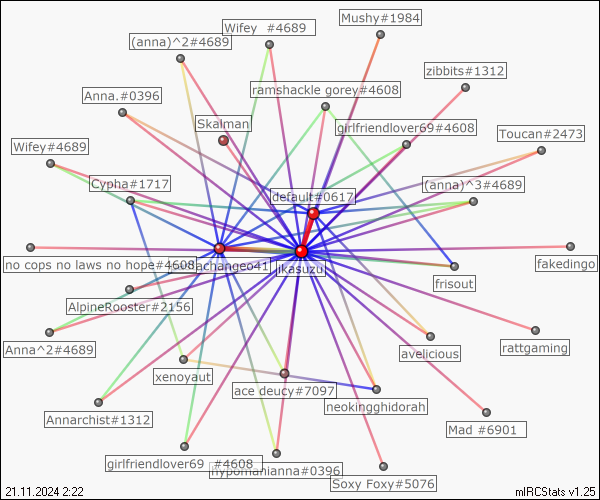 Mushy#1984
Wifey #4689
(anna)^2#4689
zibbits#1312
ramshackle gorey#4608
Anna.#0396
Skalman
girlfriendlover69#4608
Toucan#2473
Wifey#4689
Cypha#1717
(anna)^3#4689
default#0617
no cops no laws no hope#4608
jikasuzu
fakedingo
frisout
AlpineRooster#2156
Anna^2#4689
rattgaming
avelicious
xenoyaut
ace deucy#7097
neokingghidorah
Annarchist#1312
Mad #6901
girlfriendlover69 #4608
hypomanianna#0396
Soxy Foxy#5076
21.11.2024 2:22
mIRCStats v1.25